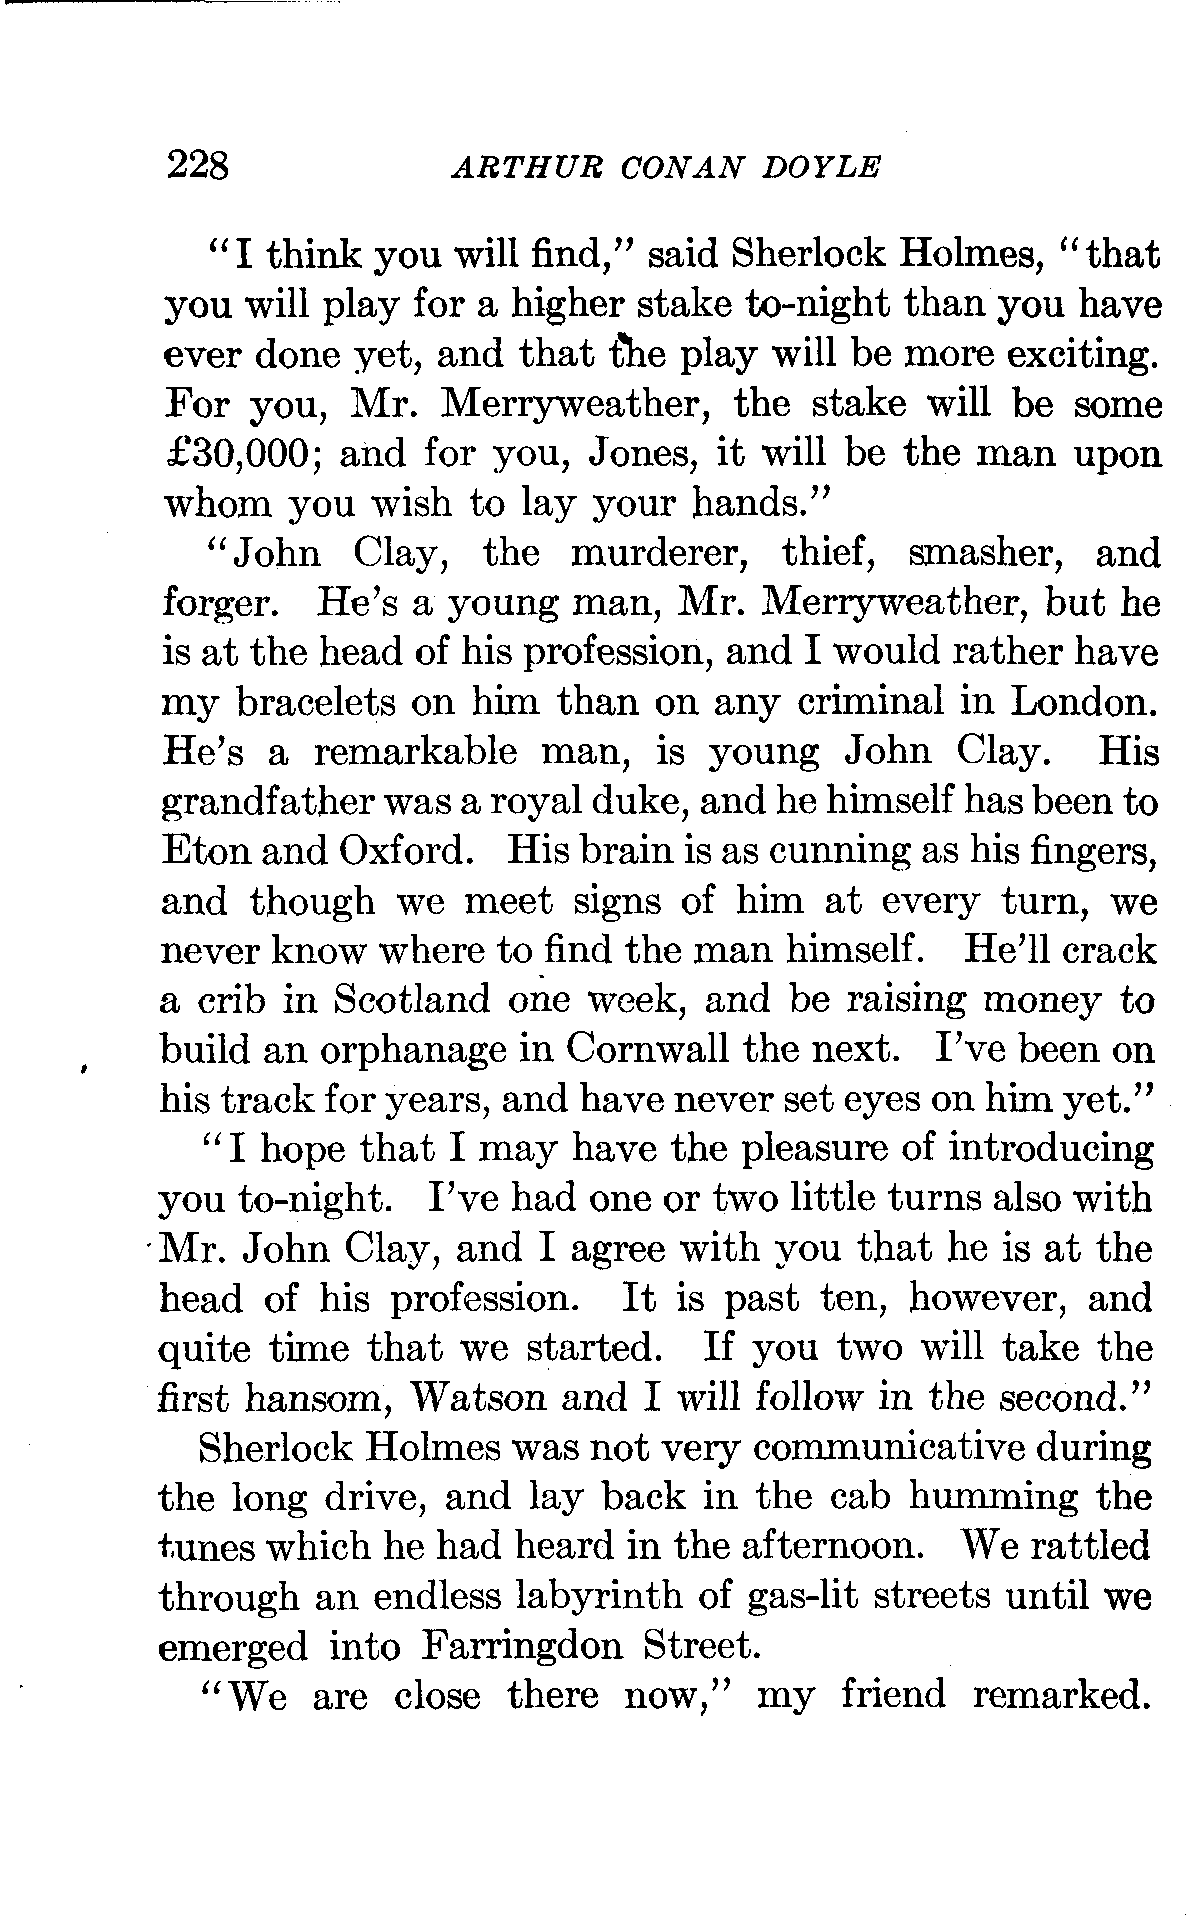 228 ARTHUR CONAN DOYLE
"I think you will find," said Sherlock Holmes, "that
you will play for a higher stake to-night than you have
ever done yet, and that the play will be more exciting.
For you, Mr. Merryweather, the stake will be some
£30,000; and for you, Jones, it will be the man upon
whom you wish to lay your hands."
"John Clay, the murderer, thief, smasher, and
forger. He's a young man, Mr. Merryweather, but he
is at the head of his profession, and I would rather have
my bracelets on him than on any criminal in London.
He's a remarkable man, is young John Clay. His
grandfather was a royal duke, and he himself has been to
Eton and Oxford. His brain is as cunning as his fingers,
and though we meet signs of him at every turn, we
never know where to find the man himself. He'll crack
a crib in Scotland one week, and be raising money to
build an orphanage in Cornwall the next. I've been on
his track for years, and have never set eyes on him yet."
"I hope that I may have the pleasure of introducing
you to-night. I've had one or two little turns also with
Mr. John Clay, and I agree with you that he is at the
head of his profession. It is past ten, however, and
quite time that we started. If you two will take the
first hansom, Watson and I will follow in the second."
Sherlock Holmes was not very communicative during
the long drive, and lay back in the cab humming the
tunes which he had heard in the afternoon. We rattled
through an endless labyrinth of gas-lit streets until we
emerged into Farringdon Street.
"We are close there now," my friend remarked.